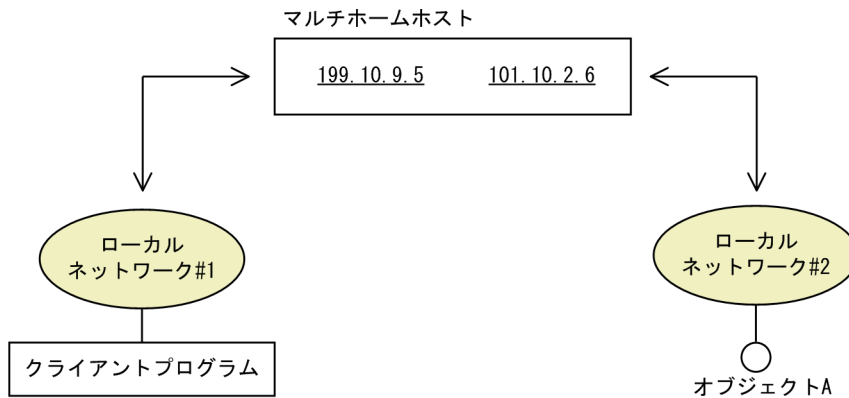 マルチホームホスト
199.10.9.5
101.10.2.6
ローカル
ネットワーク#1
ローカル
ネットワーク#2
クライアントプログラム
オブジェクトA